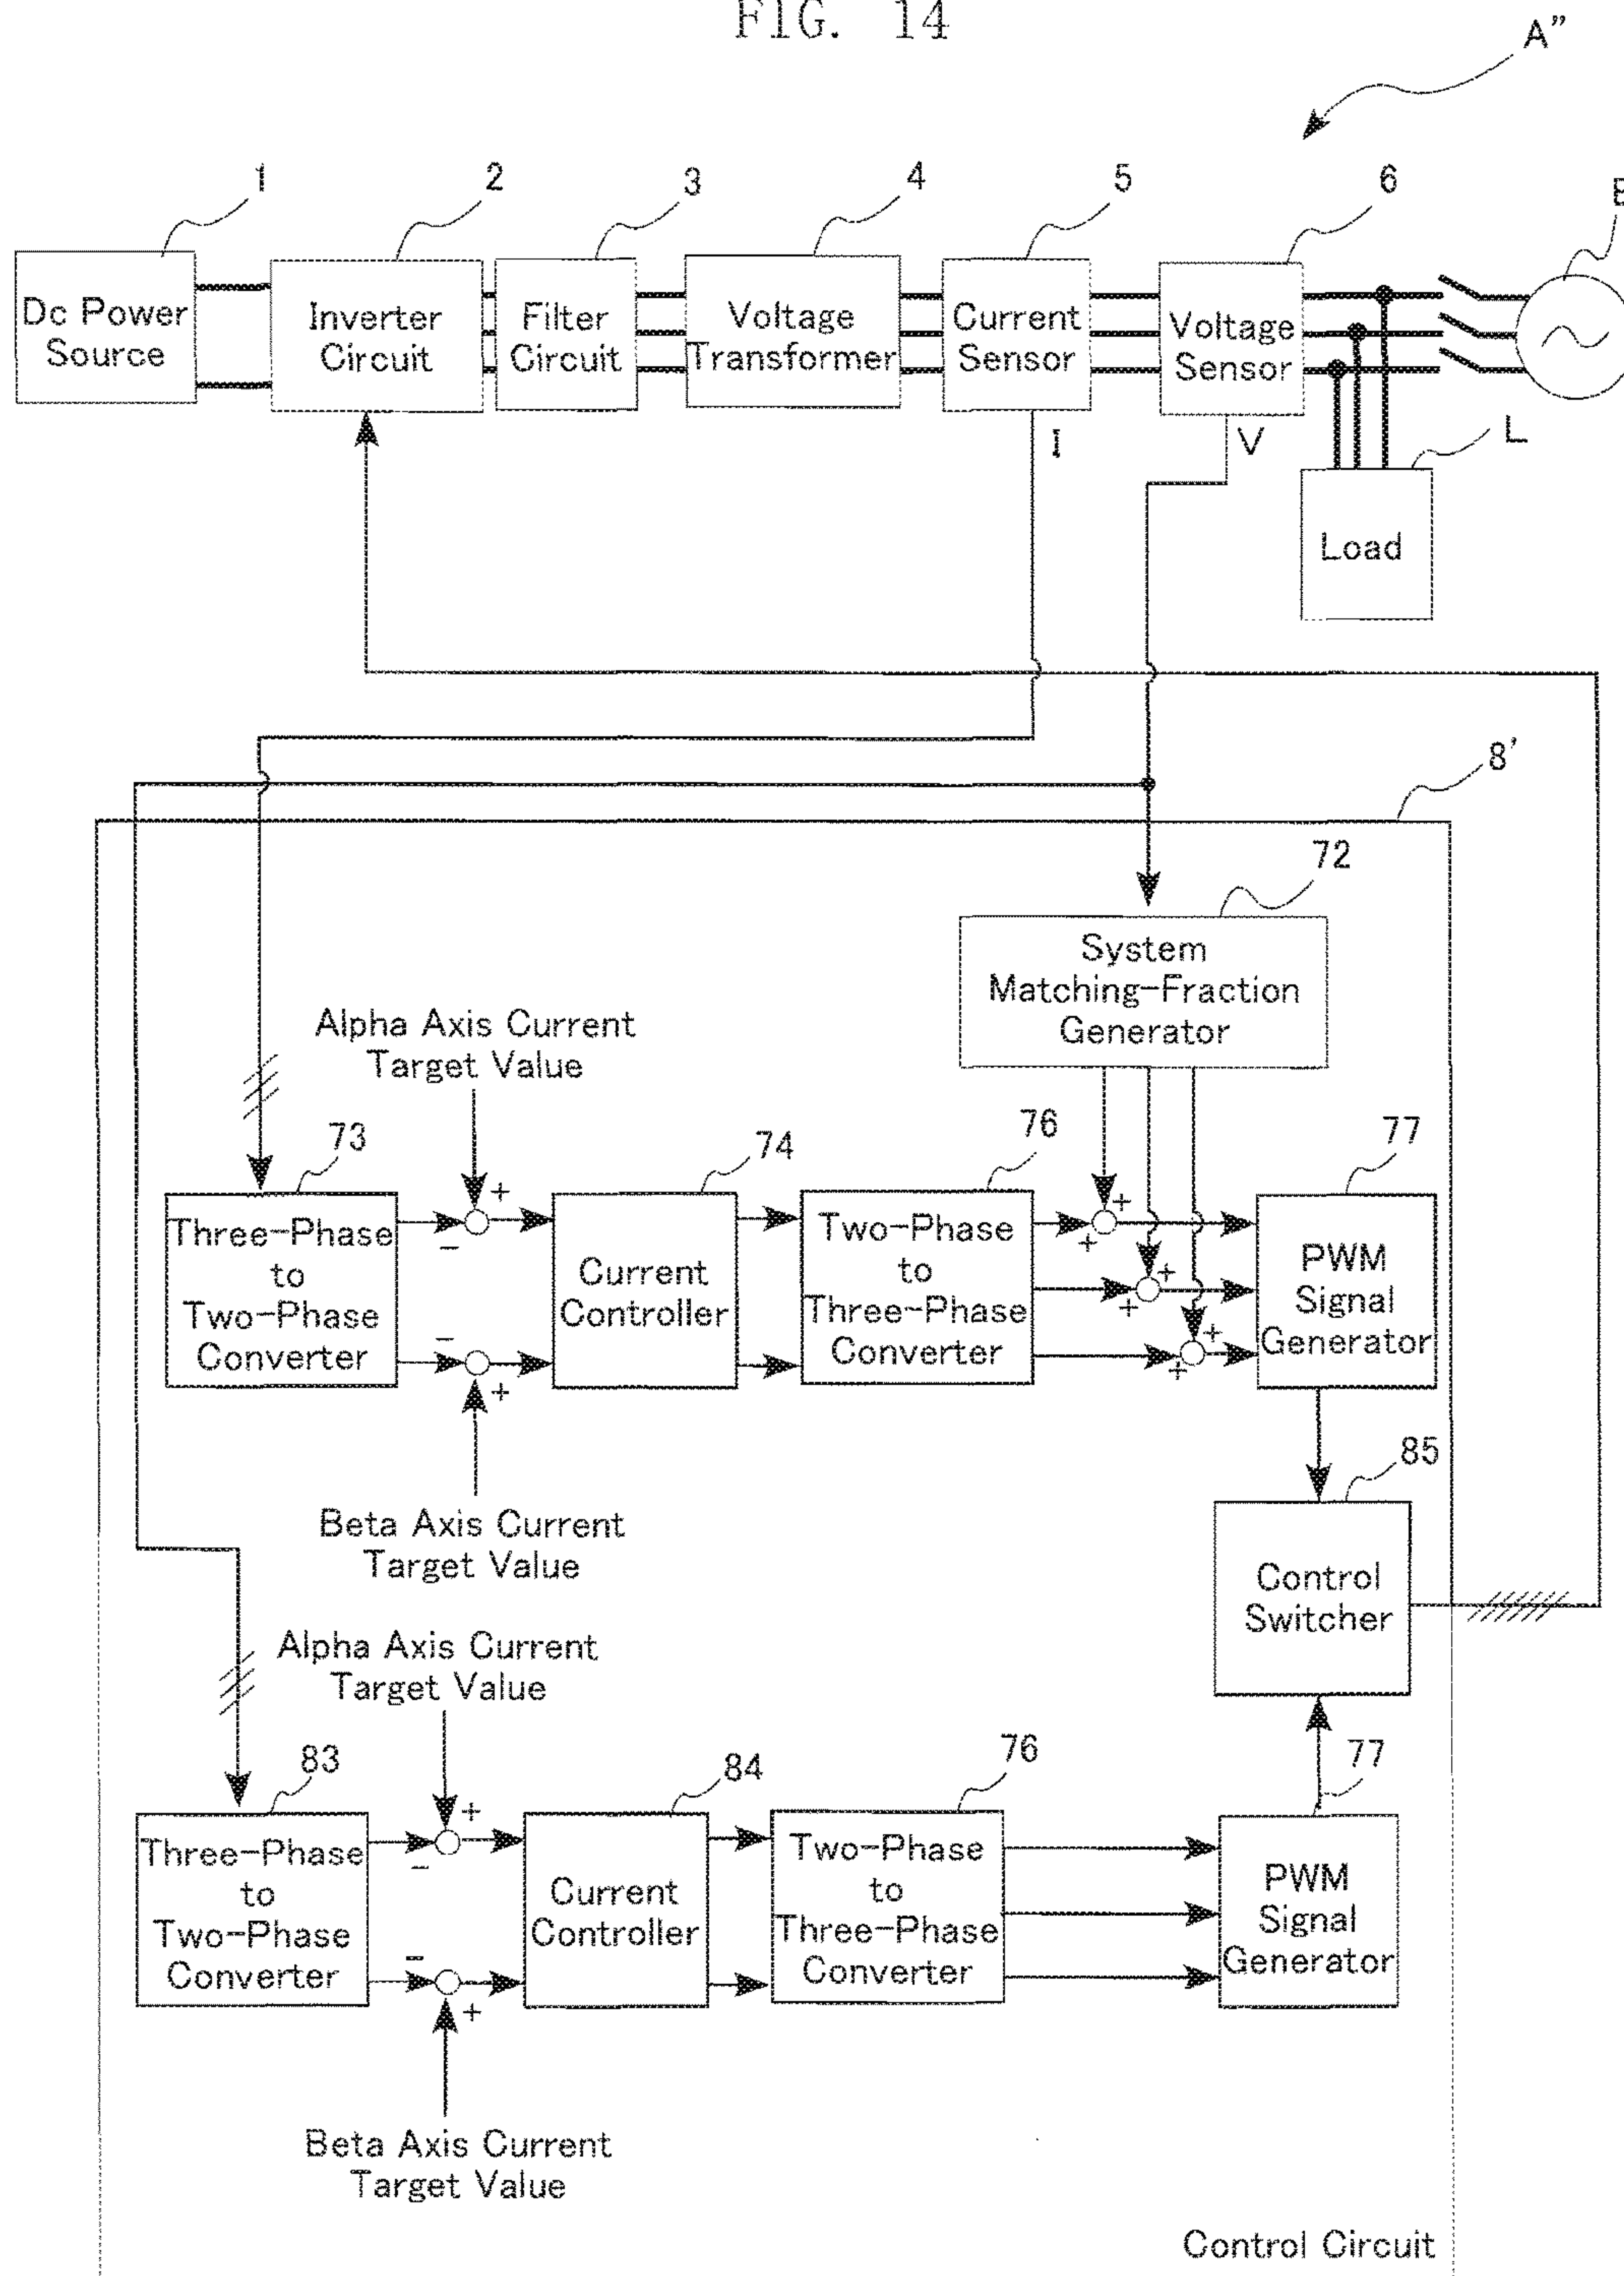 FIG. 14
A”
1
2
3
4
5
6
B
Dc Power
Source
Inverter
Circuit
Filter
Circuit
Voltage
Transformer
Current
Sensor
Voltage
Sensor
I
V
L
Load
8'
72
System
Matching-Fraction
Generator
Alpha Axis Current
Target Value
73
74
76
77
Three-Phase
to
Two-Phase
Converter
+
−
−
+
Current
Controller
Two-Phase
to
Three-Phase
Converter
+
+
+
+
+
+
PWM
Signal
Generator
Beta Axis Current
Target Value
85
Control
Switcher
Alpha Axis Current
Target Value
83
84
76
77
Three-Phase
to
Two-Phase
Converter
+
−
−
+
Current
Controller
Two-Phase
to
Three-Phase
Converter
PWM
Signal
Generator
Beta Axis Current
Target Value
Control Circuit